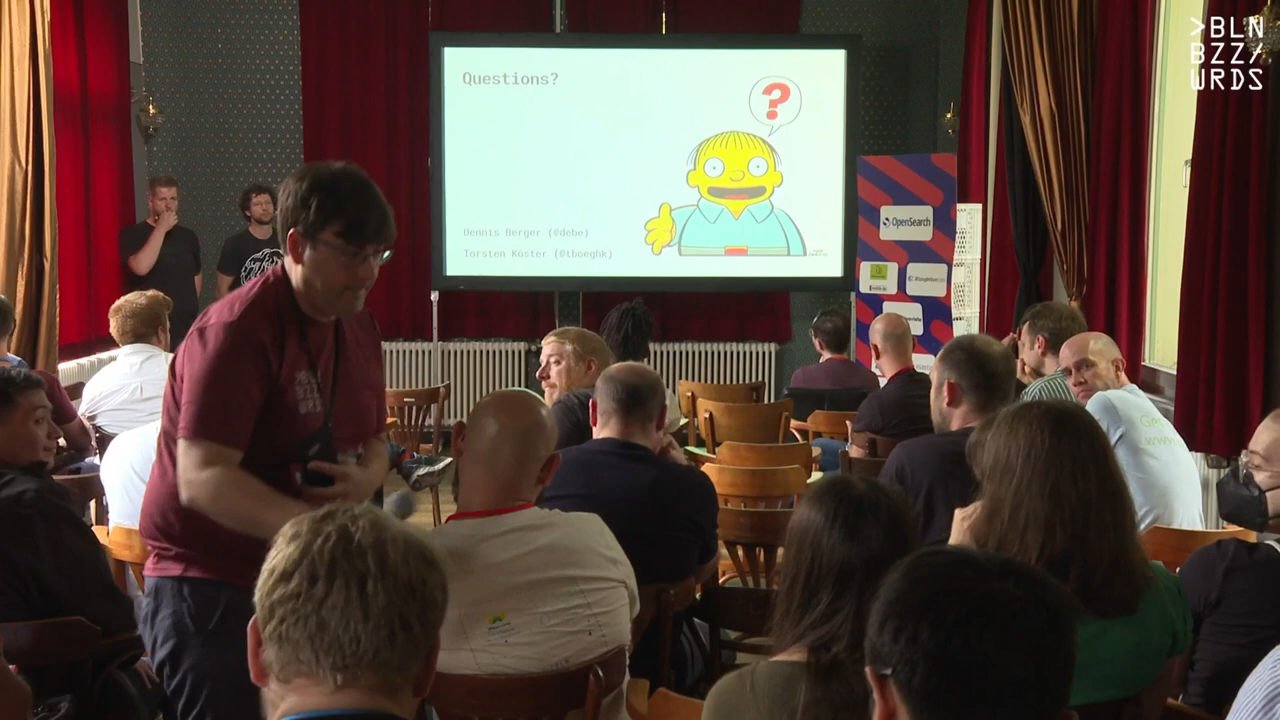 >BLN
BZZ/
WRDS
Questions?
?
Dennis Berger (@debe)
Torsten Koster (@tboeghk)
OpenSearch